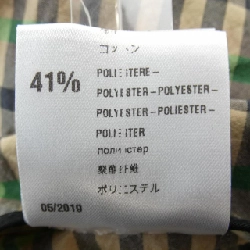 コットン
41% POLIESTERE-
POLYESTER-POLYESTER-
POLYESTER-POLIESTER-
POLIESTER
полиэстер
聚酯纤维
ポリエステル
05/2019